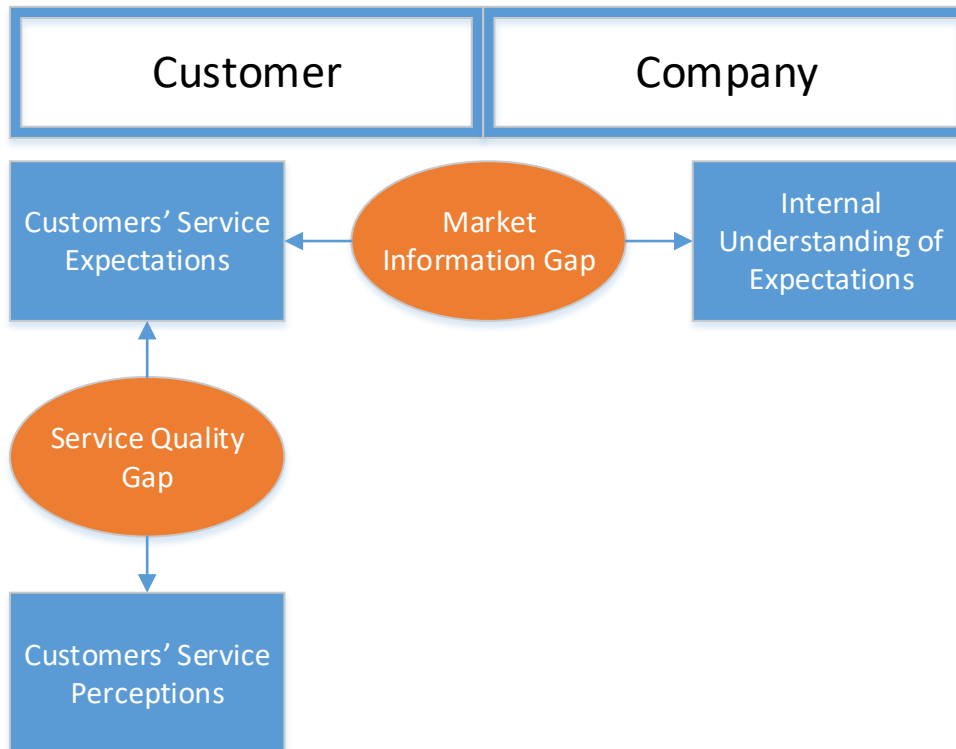 Customer
Company
Customers’ Service
Expectations
Market
Information Gap
Internal
Understanding of
Expectations
Service Quality
Gap
Customers’ Service
Perceptions